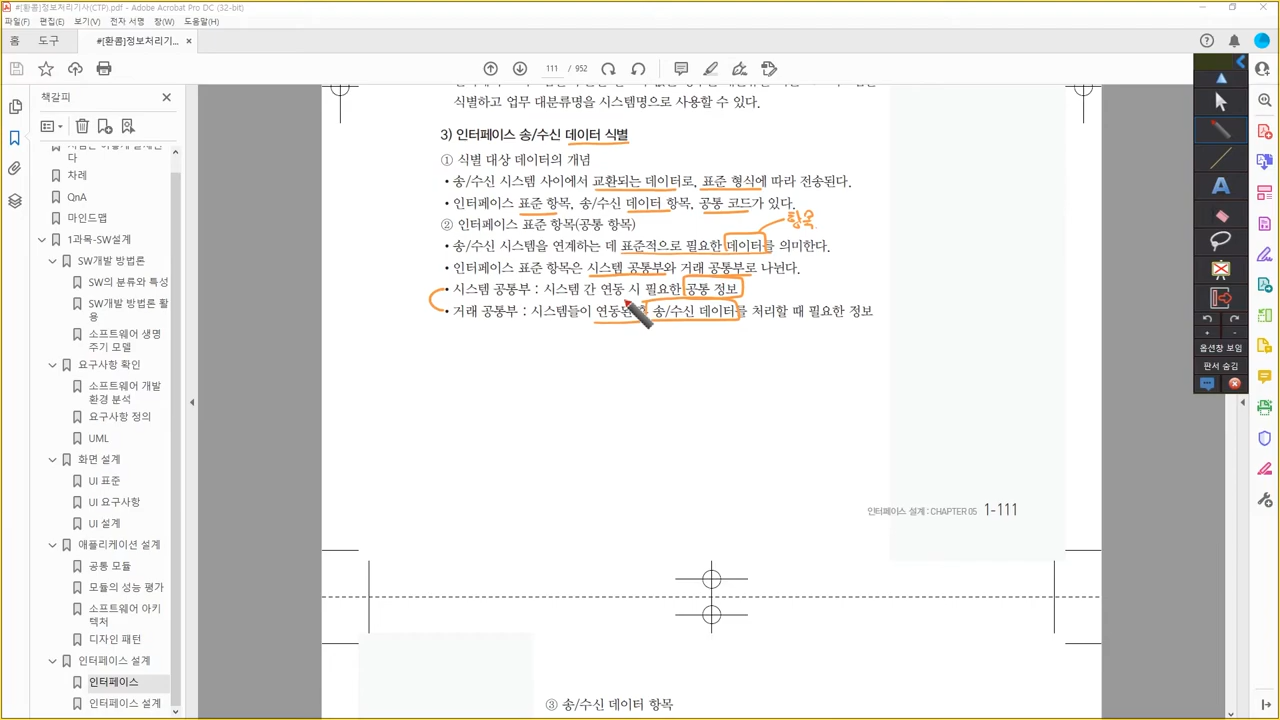 #[환콤]정보처리기사(CTP).pdf - Adobe Acrobat Pro DC (32-bit)
파일(F) 편집(E) 보기(V) 전자 서명 창(W) 도움말(H)
홈 도구 #[환콤]정보처리기... ×
111 / 952
책갈피
다
차례
QnA
마인드맵
1과목-SW설계
SW개발 방법론
SW의 분류와 특성
SW개발 방법론 활
용
소프트웨어 생명
주기 모델
요구사항 확인
소프트웨어 개발
환경 분석
요구사항 정의
UML
화면 설계
UI 표준
UI 요구사항
UI 설계
애플리케이션 설계
공통 모듈
모듈의 성능 평가
소프트웨어 아키
텍처
디자인 패턴
인터페이스 설계
인터페이스
인터페이스 설계
식별하고 업무 대분류명을 시스템명으로 사용할 수 있다.
3) 인터페이스 송/수신 데이터 식별
① 식별 대상 데이터의 개념
• 송/수신 시스템 사이에서 교환되는 데이터로, 표준 형식에 따라 전송된다.
• 인터페이스 표준 항목, 송/수신 데이터 항목, 공통 코드가 있다.
항목
② 인터페이스 표준 항목(공통 항목)
• 송/수신 시스템을 연계하는 데 표준적으로 필요한 데이터를 의미한다.
• 인터페이스 표준 항목은 시스템 공통부와 거래 공통부로 나뉜다.
• 시스템 공통부 : 시스템 간 연동 시 필요한 공통 정보
• 거래 공통부 : 시스템들이 연동된 송/수신 데이터를 처리할 때 필요한 정보
인터페이스 설계 : CHAPTER 05 1-111
③ 송/수신 데이터 항목
옵션창 보임
판서 숨김